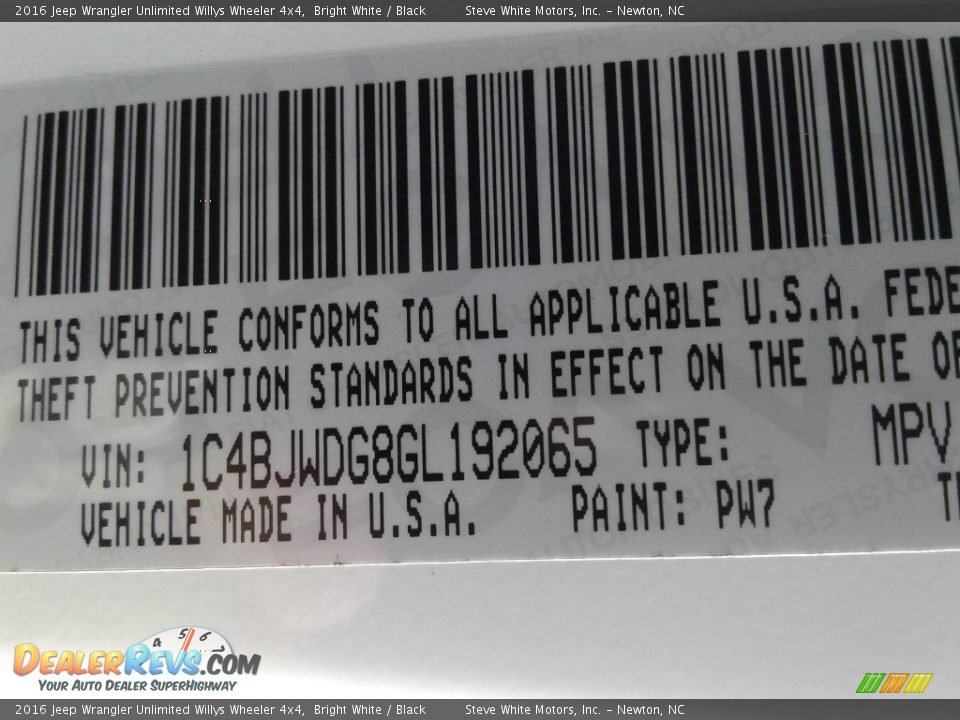 2016 Jeep Wrangler Unlimited Willys Wheeler 4x4, Bright White / Black Steve White Motors, Inc. - Newton, NC
THIS VEHICLE CONFORMS TO ALL APPLICABLE U.S.A. FEDE
THEFT PREVENTION STANDARDS IN EFFECT ON THE DATE OF
VIN: 1C4BJWDG8GL192065 TYPE: MPV
VEHICLE MADE IN U.S.A. PAINT: PW7
4 5 6
DEALERREVS.COM
YOUR AUTO DEALER SUPERHIGHWAY
2016 Jeep Wrangler Unlimited Willys Wheeler 4x4, Bright White / Black Steve White Motors, Inc. - Newton, NC